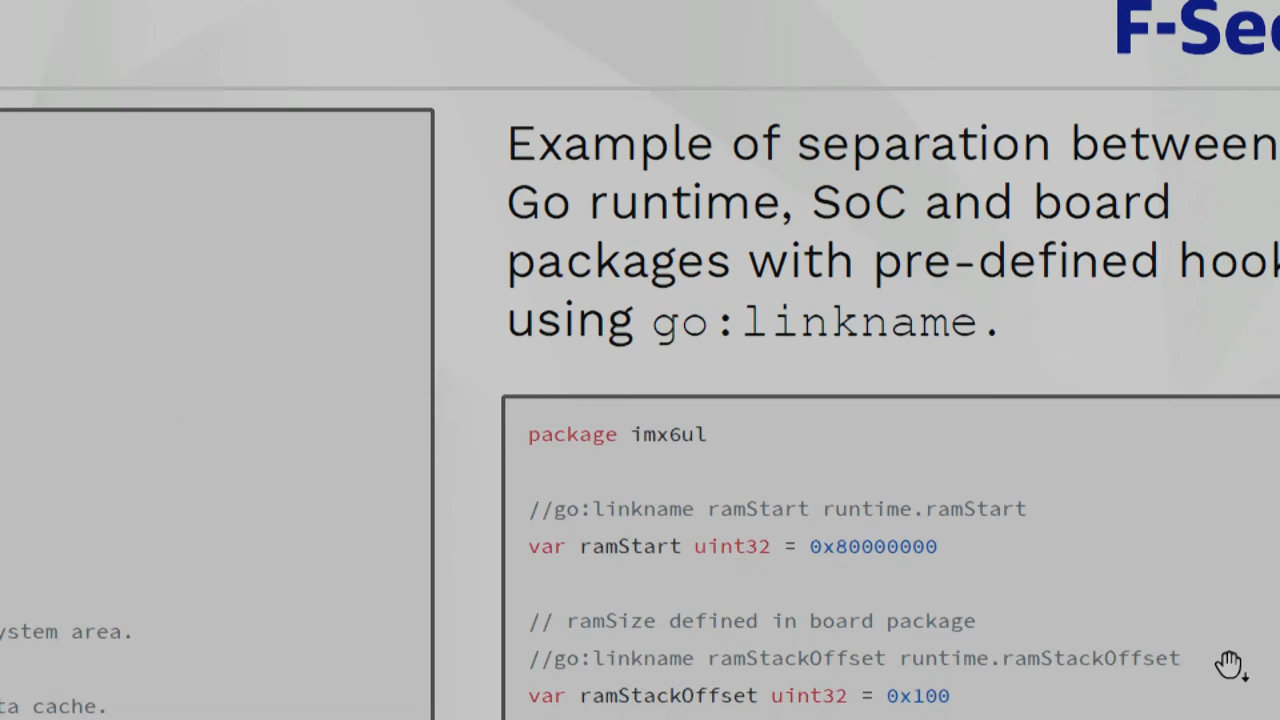 F-Sec
Example of separation between
Go runtime, SoC and board
packages with pre-defined hook
using go:linkname.
package imx6ul
//go:linkname ramStart runtime.ramStart
var ramStart uint32 = 0x80000000
// ramSize defined in board package
//go:linkname ramStackOffset runtime.ramStackOffset
var ramStackOffset uint32 = 0x100
ystem area.
ta cache.